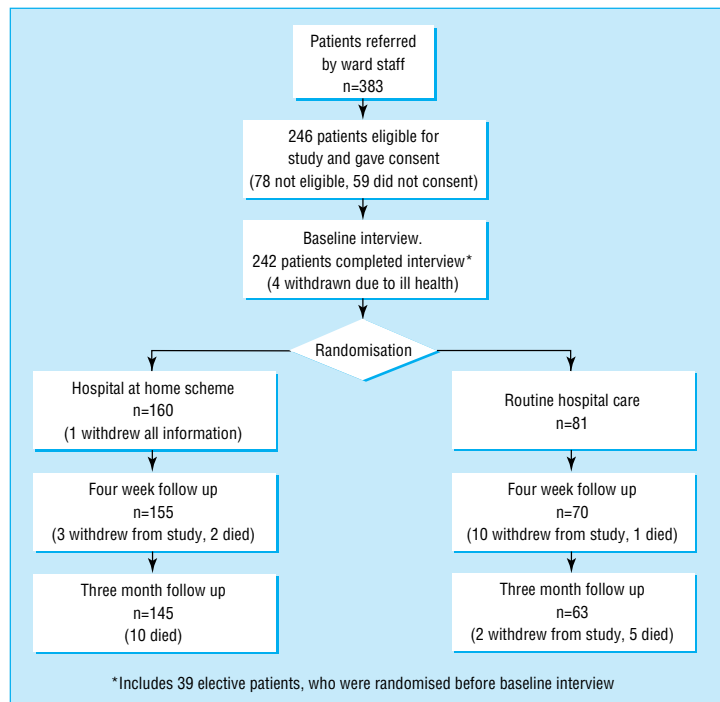 Patients referred
by ward staff
n=383
246 patients eligible for
study and gave consent
(78 not eligible, 59 did not consent)
Baseline interview.
242 patients completed interview*
(4 withdrawn due to ill health)
Randomisation
Hospital at home scheme
n=160
(1 withdrew all information)
Routine hospital care
n=81
Four week follow up
n=155
(3 withdrew from study, 2 died)
Four week follow up
n=70
(10 withdrew from study, 1 died)
Three month follow up
n=145
(10 died)
Three month follow up
n=63
(2 withdrew from study, 5 died)
*Includes 39 elective patients, who were randomised before baseline interview